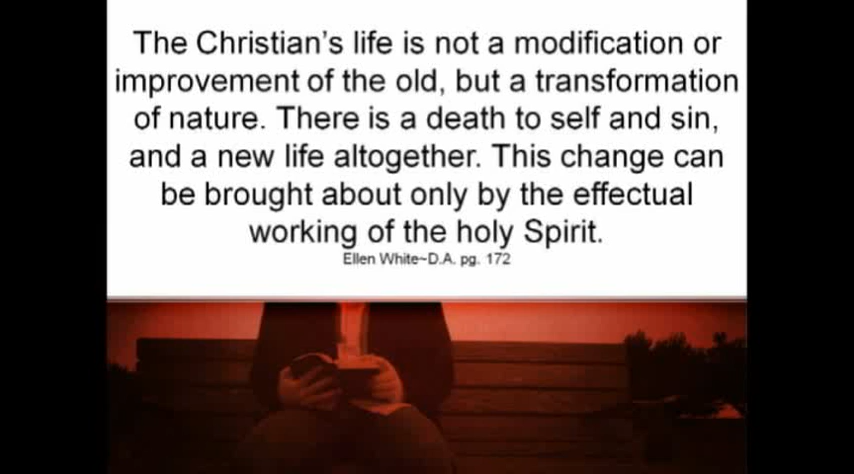 The Christian's life is not a modification or
improvement of the old, but a transformation
of nature. There is a death to self and sin,
and a new life altogether. This change can
be brought about only by the effectual
working of the holy Spirit.
Ellen White~D.A. pg. 172